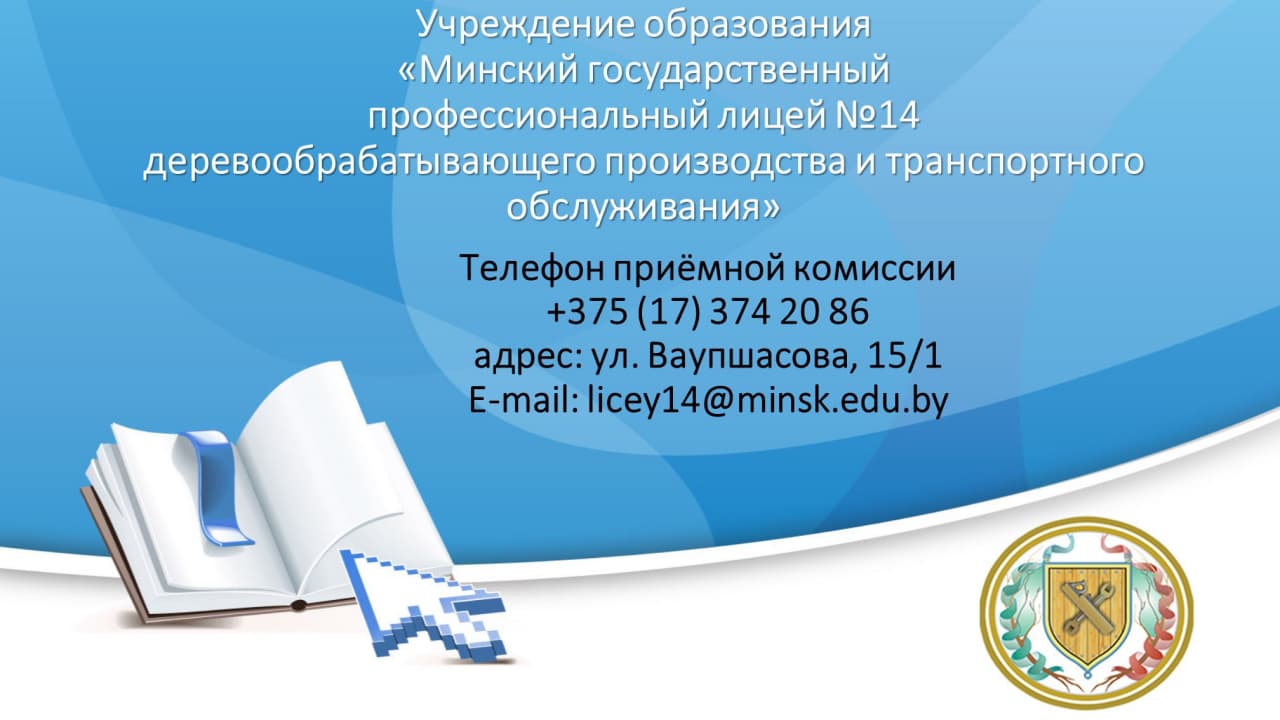 Учреждение образования
«Минский государственный
профессиональный лицей №14
деревообрабатывающего производства и транспортного
обслуживания»
Телефон приёмной комиссии
+375 (17) 374 20 86
адрес: ул. Ваупшасова, 15/1
E-mail: licey14@minsk.edu.by